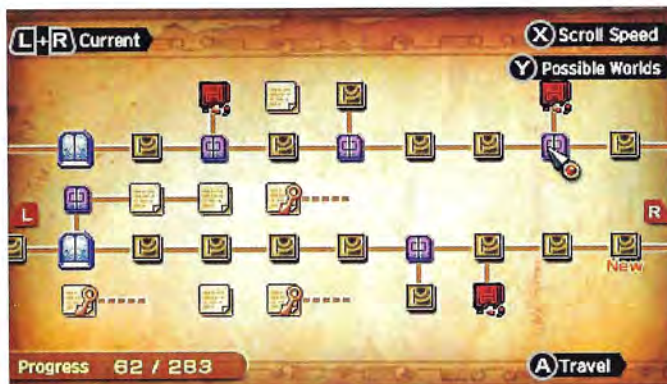 L+R Current
X Scroll Speed
Y Possible Worlds
L
R
New
Progress 62 / 283
A Travel